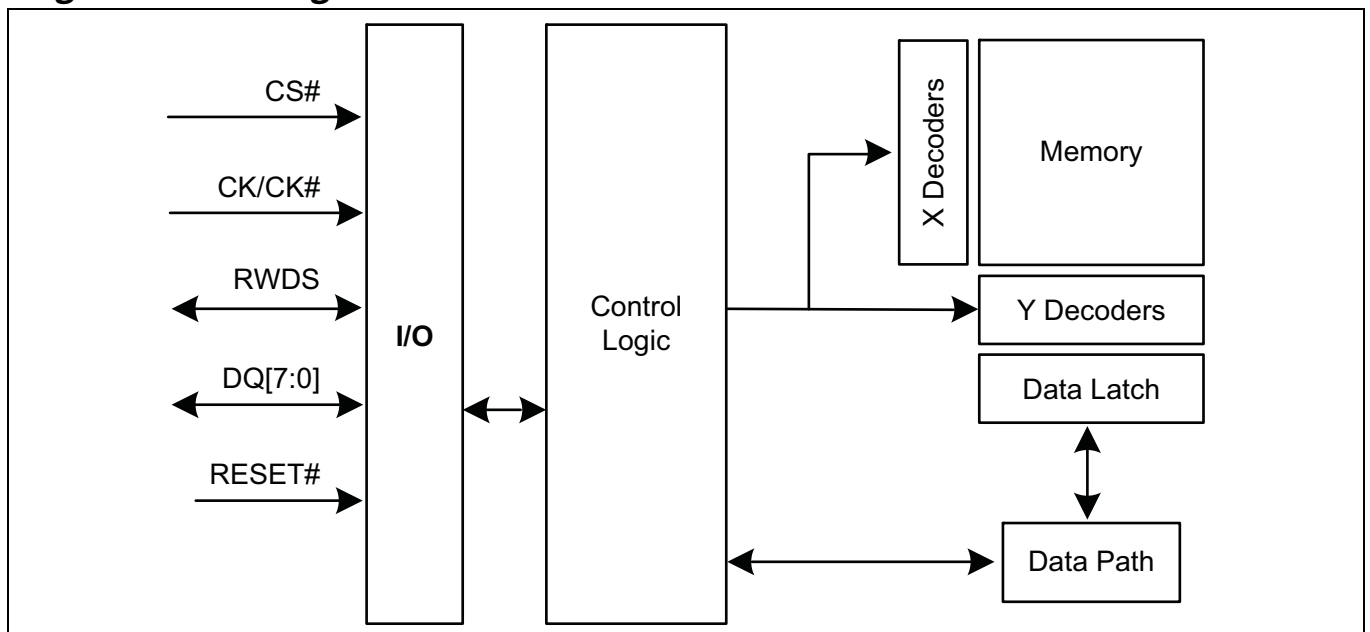 CS#
CK/CK#
RWDS
DQ[7:0]
RESET#
I/O
Control
Logic
X Decoders
Memory
Y Decoders
Data Latch
Data Path